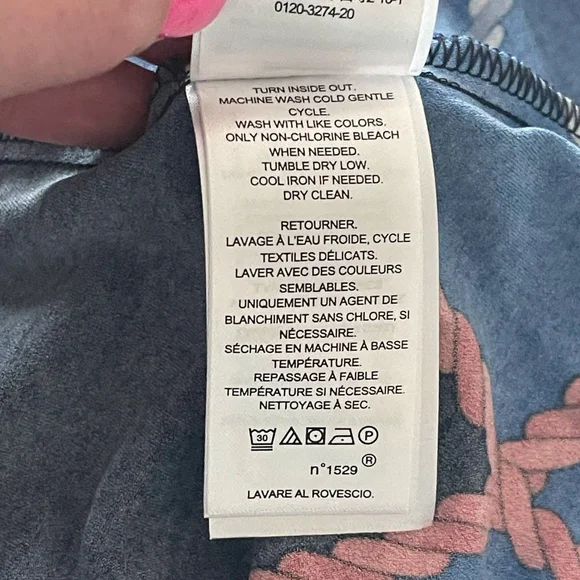 0120-3274-20
TURN INSIDE OUT.
MACHINE WASH COLD GENTLE
CYCLE.
WASH WITH LIKE COLORS.
ONLY NON-CHLORINE BLEACH
WHEN NEEDED.
TUMBLE DRY LOW.
COOL IRON IF NEEDED.
DRY CLEAN.
RETOURNER.
LAVAGE À L'EAU FROIDE, CYCLE
TEXTILES DÉLICATS.
LAVER AVEC DES COULEURS
SEMBLABLES.
UNIQUEMENT UN AGENT DE
BLANCHIMENT SANS CHLORE, SI
NÉCESSAIRE.
SÉCHAGE EN MACHINE À BASSE
TEMPÉRATURE.
REPASSAGE À FAIBLE
TEMPÉRATURE SI NÉCESSAIRE.
NETTOYAGE À SEC.
30 P
n°1529 ®
LAVARE AL ROVESCIO.